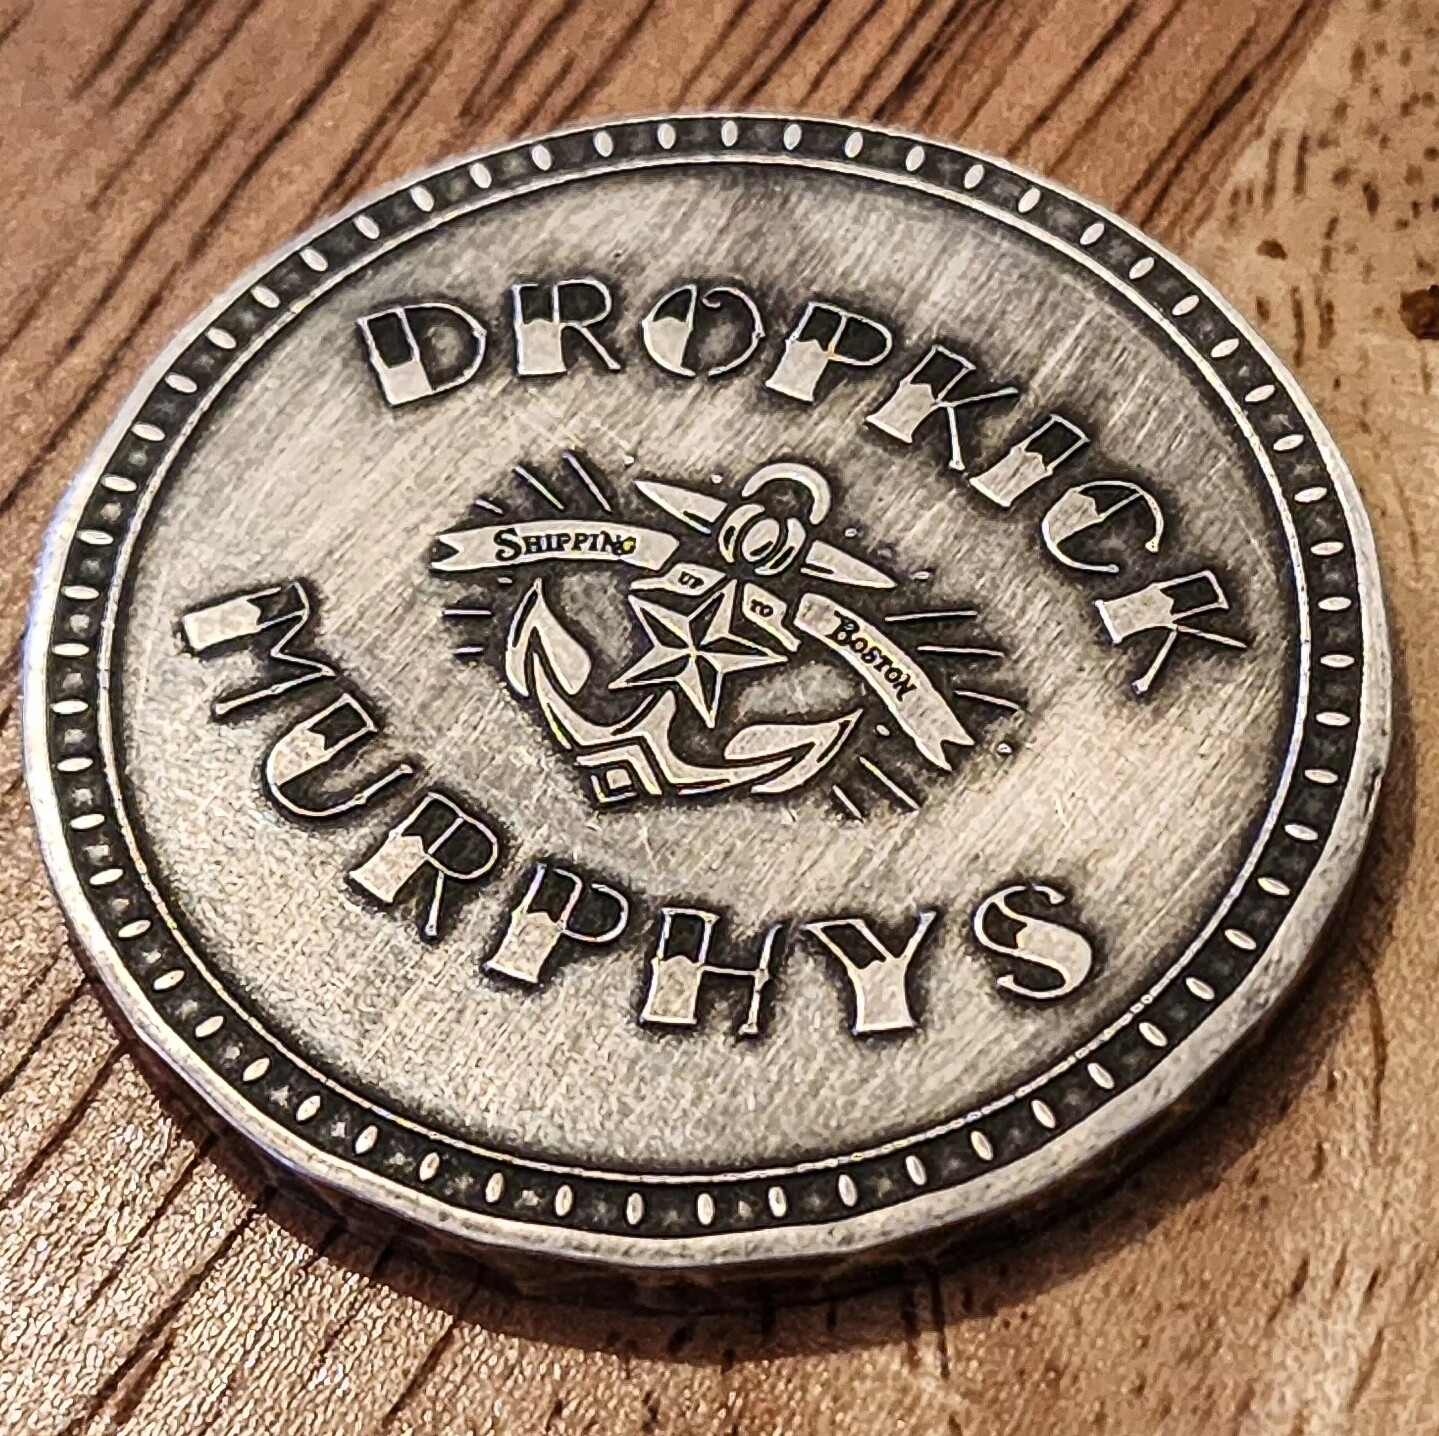 DROPKICK
SHIPPING UP TO BOSTON
MURPHYS